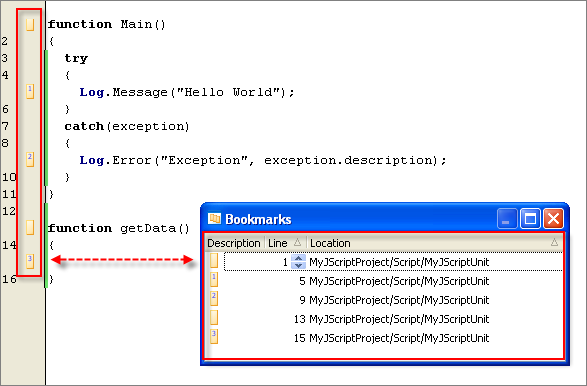 function Main()
2 {
3 try
4 {
1 Log.Message("Hello World");
6 }
7 catch(exception)
8 {
2 Log.Error("Exception", exception.description);
10 }
11 }
12
function getData()
14 {
3
16 }
Bookmarks
Description Line Location
1 MyJScriptProject/Script/MyJScriptUnit
1 5 MyJScriptProject/Script/MyJScriptUnit
2 9 MyJScriptProject/Script/MyJScriptUnit
13 MyJScriptProject/Script/MyJScriptUnit
3 15 MyJScriptProject/Script/MyJScriptUnit